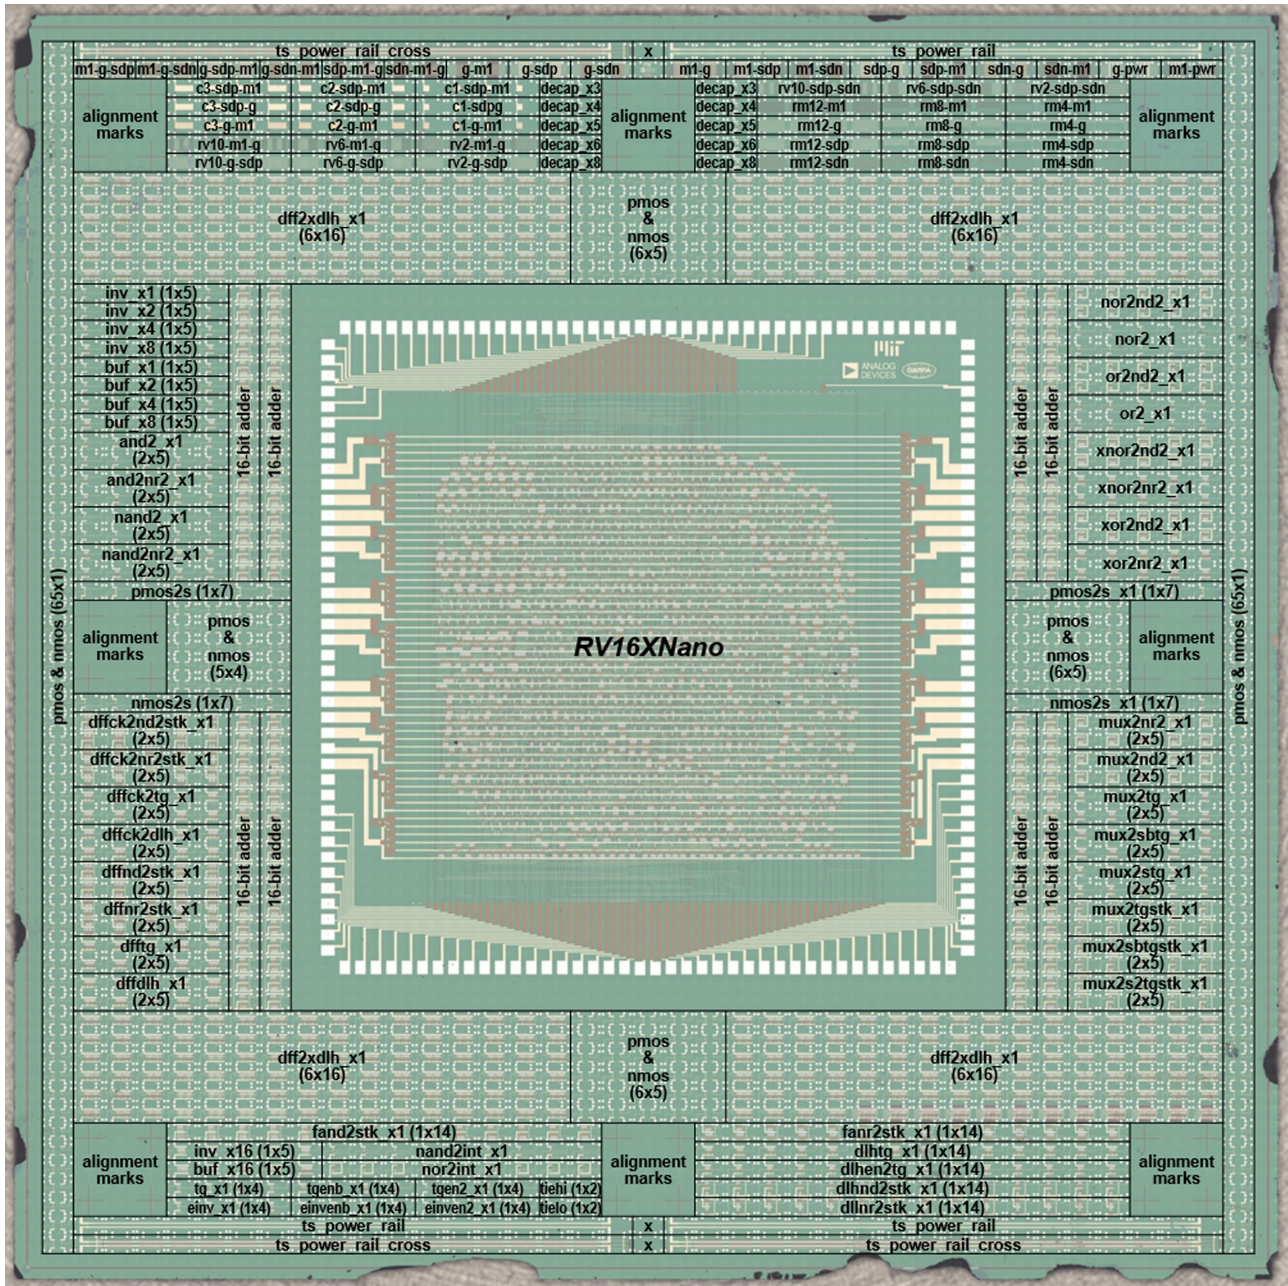 ts_power_rail_cross x ts_power_rail
m1-g-sdp m1-g-sdn g-sdp-m1 g-sdn-m1 sdp-m1-g sdn-m1-g g-m1 g-sdp g-sdn m1-g m1-sdp m1-sdn sdp-g sdp-m1 sdn-g sdn-m1 g-pwr m1-pwr
alignment
marks
c3-sdp-m1 c2-sdp-m1 c1-sdp-m1 decap_x3
c3-sdp-g c2-sdp-g c1-sdpg decap_x4
c3-g-m1 c2-g-m1 c1-g-m1 decap_x5
rv10-m1-g rv6-m1-g rv2-m1-g decap_x6
rv10-g-sdp rv6-g-sdp rv2-g-sdp decap_x8
alignment
marks
decap_x3 rv10-sdp-sdn rv6-sdp-sdn rv2-sdp-sdn
decap_x4 rm12-m1 rm8-m1 rm4-m1
decap_x5 rm12-g rm8-g rm4-g
decap_x6 rm12-sdp rm8-sdp rm4-sdp
decap_x8 rm12-sdn rm8-sdn rm4-sdn
alignment
marks
dff2xdlh_x1
(6x16)
pmos
&
nmos
(6x5)
dff2xdlh_x1
(6x16)
pmos & nmos (65x1)
inv_x1 (1x5)
inv_x2 (1x5)
inv_x4 (1x5)
inv_x8 (1x5)
buf_x1 (1x5)
buf_x2 (1x5)
buf_x4 (1x5)
buf_x8 (1x5)
and2_x1
(2x5)
and2nr2_x1
(2x5)
nand2_x1
(2x5)
nand2nr2_x1
(2x5)
16-bit adder
16-bit adder
pmos2s (1x7)
alignment
marks
pmos
&
nmos
(5x4)
nmos2s (1x7)
dffck2nd2stk_x1
(2x5)
dffck2nr2stk_x1
(2x5)
dffck2tg_x1
(2x5)
dffck2dlh_x1
(2x5)
dffnd2stk_x1
(2x5)
dffnr2stk_x1
(2x5)
dfftg_x1
(2x5)
dffdlh_x1
(2x5)
16-bit adder
16-bit adder
MIT
ANALOG
DEVICES
DARPA
RV16XNano
16-bit adder
16-bit adder
nor2nd2_x1
nor2_x1
or2nd2_x1
or2_x1
xnor2nd2_x1
xnor2nr2_x1
xor2nd2_x1
xor2nr2_x1
pmos2s_x1 (1x7)
pmos
&
nmos
(6x5)
alignment
marks
nmos2s_x1 (1x7)
16-bit adder
16-bit adder
mux2nr2_x1
(2x5)
mux2nd2_x1
(2x5)
mux2tg_x1
(2x5)
mux2sbtg_x1
(2x5)
mux2stg_x1
(2x5)
mux2tgstk_x1
(2x5)
mux2sbtgstk_x1
(2x5)
mux2s2tgstk_x1
(2x5)
pmos & nmos (65x1)
dff2xdlh_x1
(6x16)
pmos
&
nmos
(6x5)
dff2xdlh_x1
(6x16)
alignment
marks
fand2stk_x1 (1x14)
inv_x16 (1x5) nand2int_x1
buf_x16 (1x5) nor2int_x1
tg_x1 (1x4) tgenb_x1 (1x4) tgen2_x1 (1x4) tiehi (1x2)
einv_x1 (1x4) einvenb_x1 (1x4) einven2_x1 (1x4) tielo (1x2)
alignment
marks
fanr2stk_x1 (1x14)
dlhtg_x1 (1x14)
dlhen2tg_x1 (1x14)
dlhnd2stk_x1 (1x14)
dllnr2stk_x1 (1x14)
alignment
marks
ts_power_rail x ts_power_rail
ts_power_rail_cross x ts_power_rail_cross